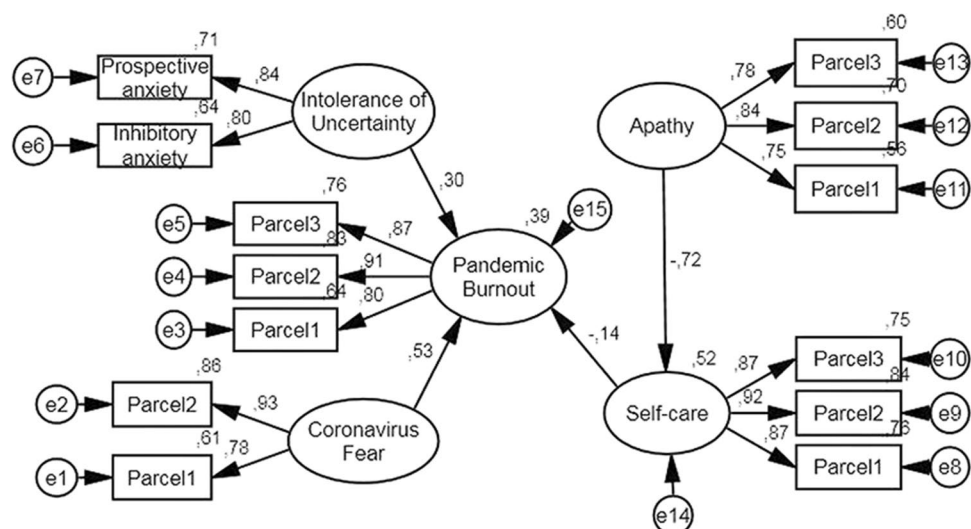 ,71
e7
Prospective
anxiety
,84
,64
e6
Inhibitory
anxiety
,80
Intolerance of
Uncertainty
,30
,76
e5
Parcel3
,87
,83
e4
Parcel2
,91
,64
e3
Parcel1
,80
,39
e15
Pandemic
Burnout
,53
,86
e2
Parcel2
,93
,61
e1
Parcel1
,78
Coronavirus
Fear
,60
Apathy
,78
Parcel3
e13
,70
,84
Parcel2
e12
,56
,75
Parcel1
e11
-,72
-,14
,52
Self-care
e14
,75
,87
Parcel3
e10
,84
,92
Parcel2
e9
,76
,87
Parcel1
e8